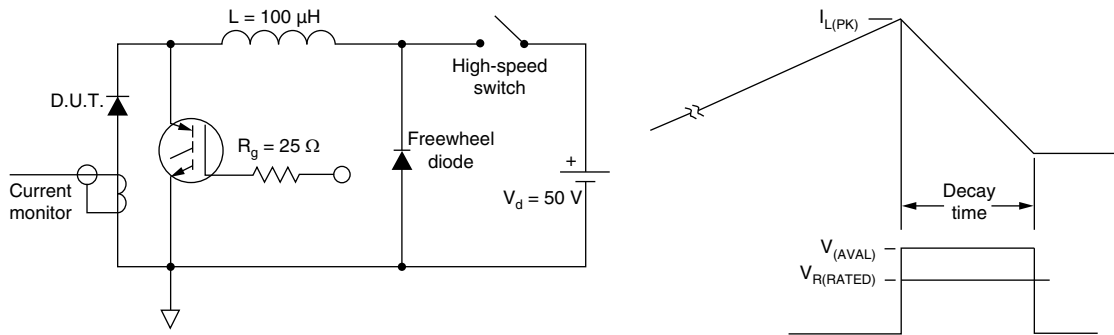 L = 100 µH
High-speed
switch
D.U.T.
R_g = 25 Ω
Freewheel
diode
Current
monitor
+
V_d = 50 V
I_L(PK)
Decay
time
V_(AVAL)
V_R(RATED)